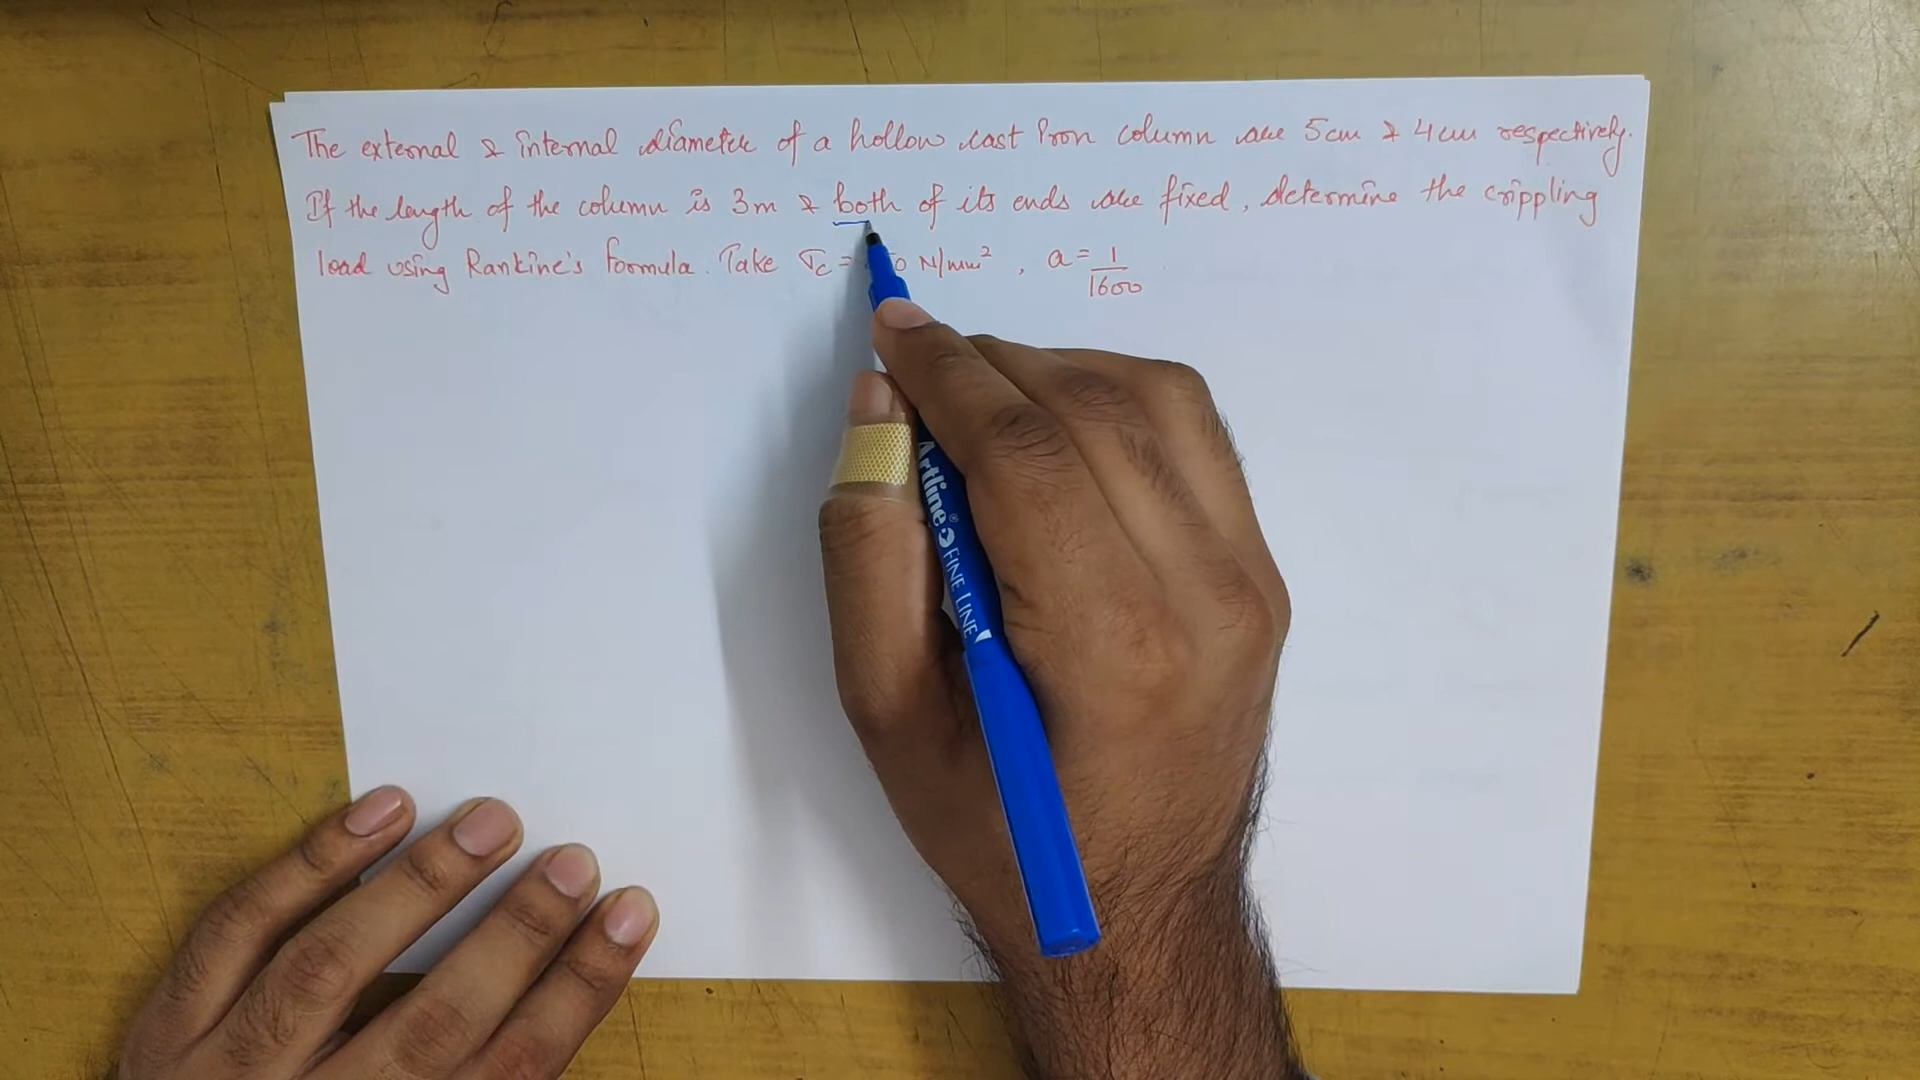 The external & internal diameter of a hollow cast Iron column are 5cm & 4cm respectively.
If the length of the column is 3m & both of its ends are fixed, determine the crippling
load using Rankine's formula. Take σc = 0 N/mm² , a = 1/1600
Artline® FINE LINE